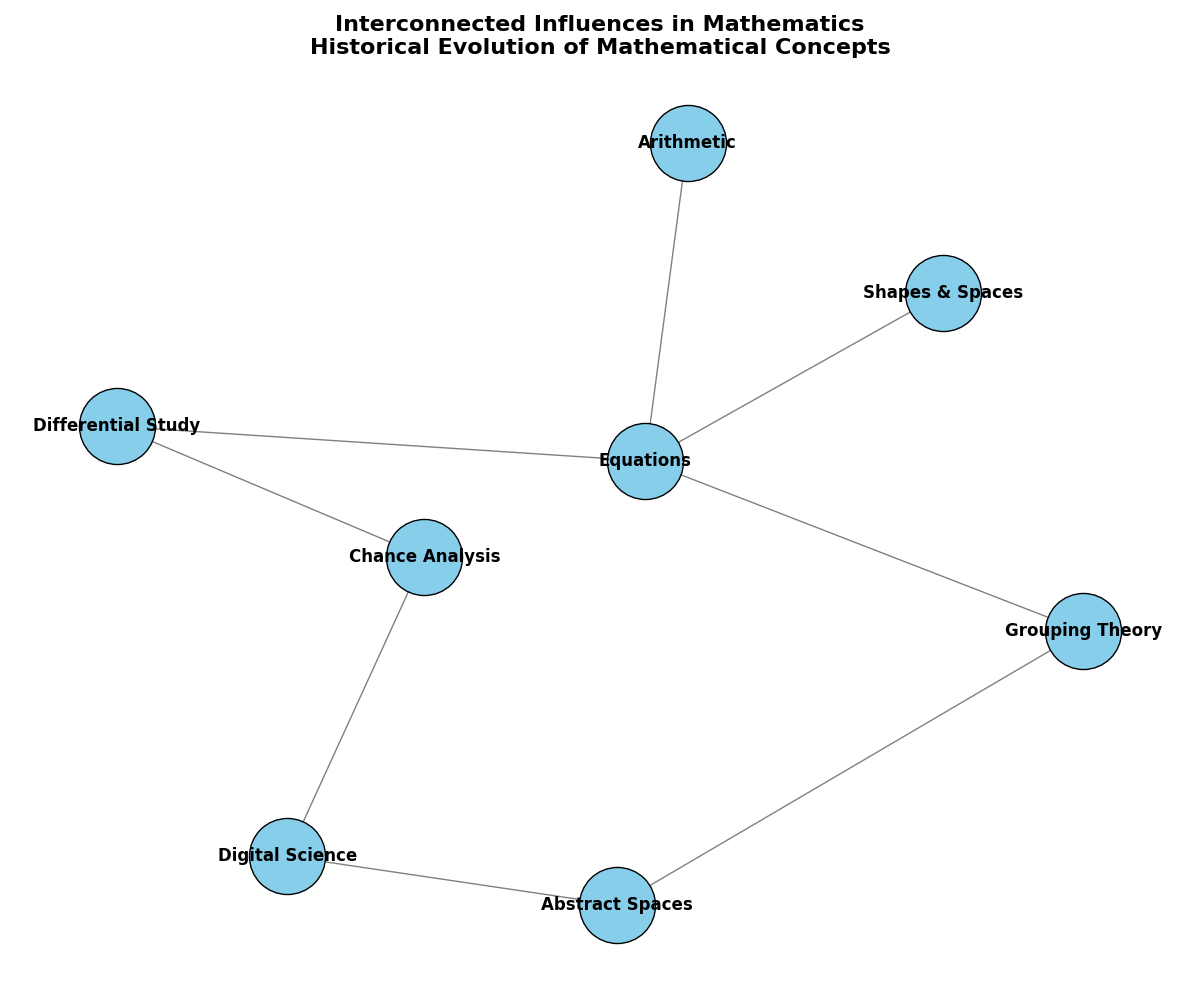 Interconnected Influences in Mathematics
Historical Evolution of Mathematical Concepts
Arithmetic
Shapes & Spaces
Differential Study
Equations
Chance Analysis
Grouping Theory
Digital Science
Abstract Spaces